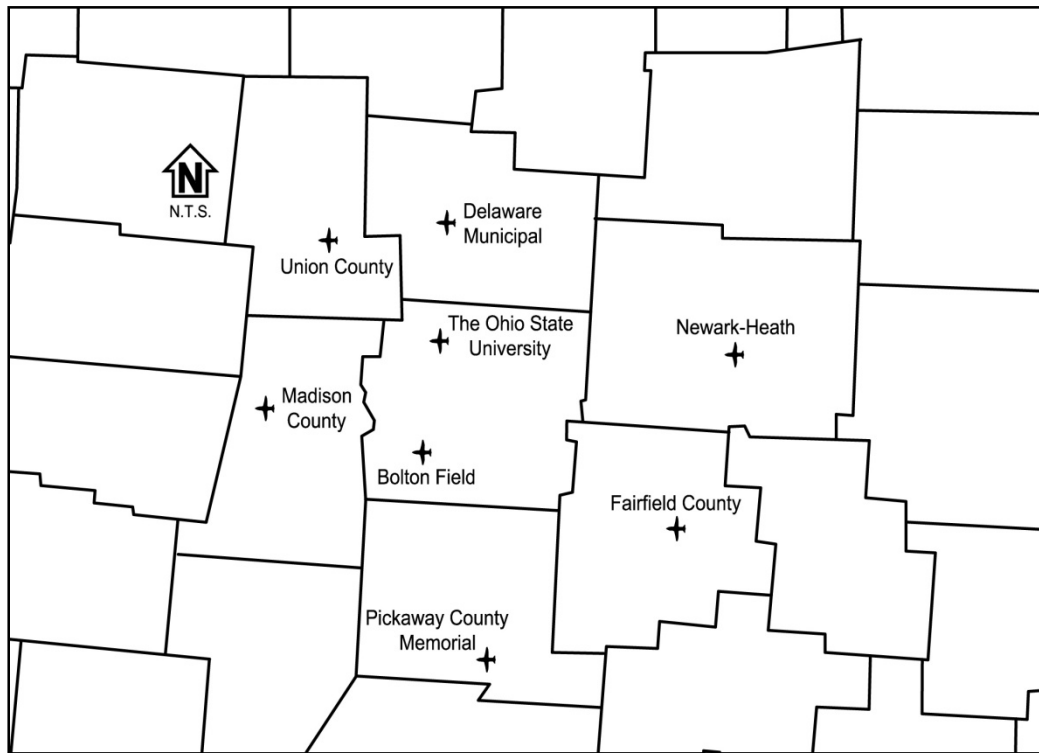 N
N.T.S.
Delaware
Municipal
Union County
The Ohio State
University
Newark-Heath
Madison
County
Bolton Field
Fairfield County
Pickaway County
Memorial